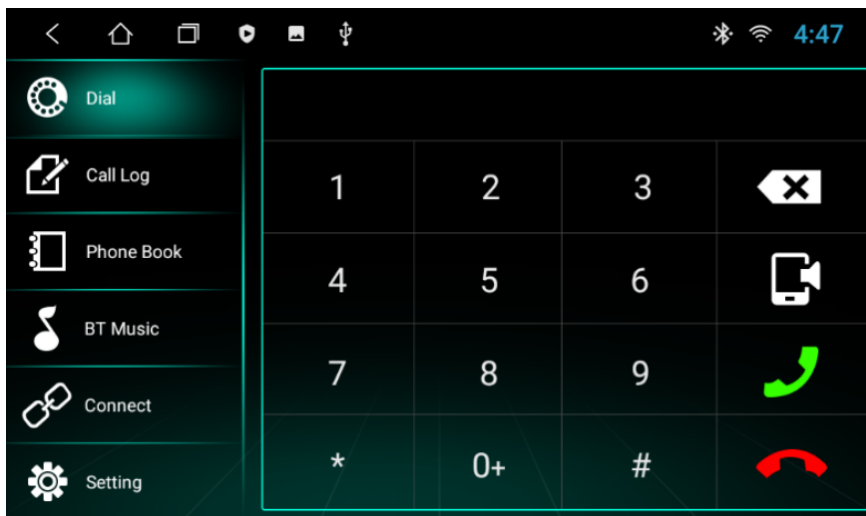 4:47
Dial
Call Log
Phone Book
BT Music
Connect
Setting
1 2 3
4 5 6
7 8 9
* 0+ #